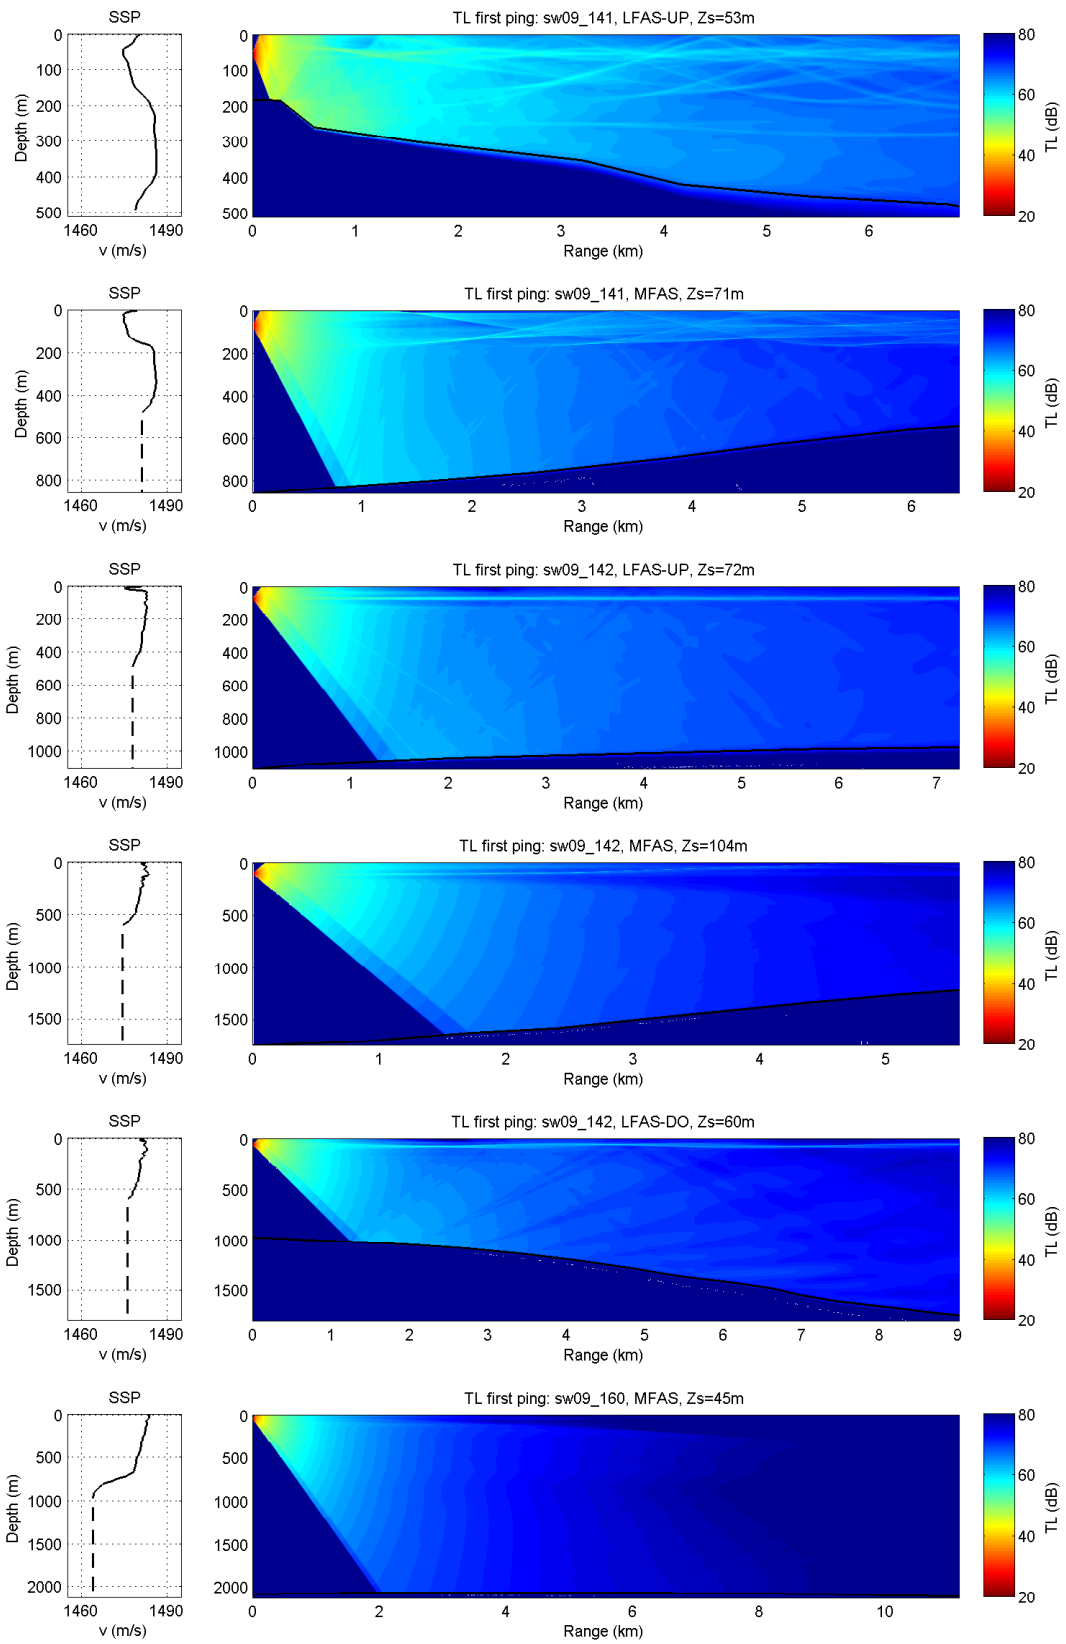 SSP
TL first ping: sw09_141, LFAS-UP, Zs=53m
0
100
200
300
400
500
Depth (m)
1460
1490
v (m/s)
0
100
200
300
400
500
0 1 2 3 4 5 6
Range (km)
80
60
40
20
TL (dB)
SSP
TL first ping: sw09_141, MFAS, Zs=71m
0
200
400
600
800
Depth (m)
1460
1490
v (m/s)
0
200
400
600
800
0 1 2 3 4 5 6
Range (km)
80
60
40
20
TL (dB)
SSP
TL first ping: sw09_142, LFAS-UP, Zs=72m
0
200
400
600
800
1000
Depth (m)
1460
1490
v (m/s)
0
200
400
600
800
1000
0 1 2 3 4 5 6 7
Range (km)
80
60
40
20
TL (dB)
SSP
TL first ping: sw09_142, MFAS, Zs=104m
0
500
1000
1500
Depth (m)
1460
1490
v (m/s)
0
500
1000
1500
0 1 2 3 4 5
Range (km)
80
60
40
20
TL (dB)
SSP
TL first ping: sw09_142, LFAS-DO, Zs=60m
0
500
1000
1500
Depth (m)
1460
1490
v (m/s)
0
500
1000
1500
0 1 2 3 4 5 6 7 8 9
Range (km)
80
60
40
20
TL (dB)
SSP
TL first ping: sw09_160, MFAS, Zs=45m
0
500
1000
1500
2000
Depth (m)
1460
1490
v (m/s)
0
500
1000
1500
2000
0 2 4 6 8 10
Range (km)
80
60
40
20
TL (dB)